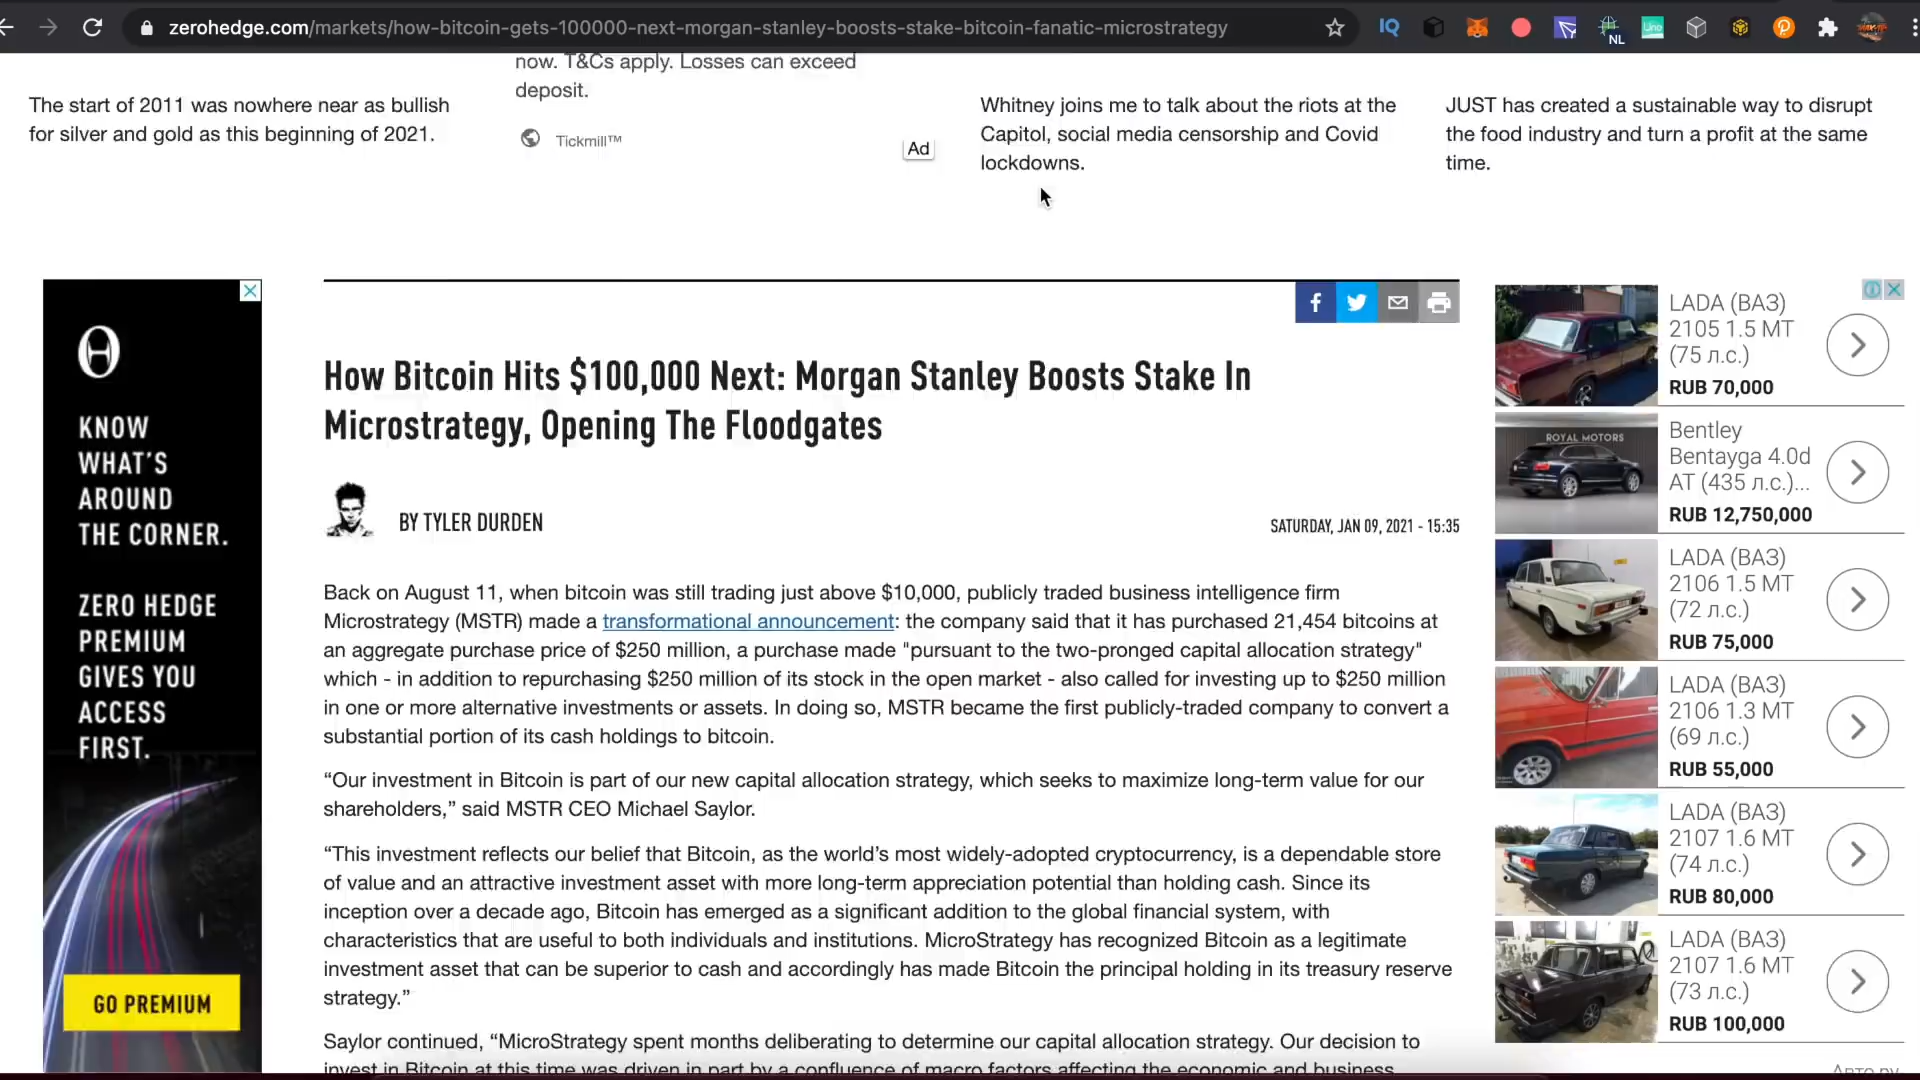 zerohedge.com/markets/how-bitcoin-gets-100000-next-morgan-stanley-boosts-stake-bitcoin-fanatic-microstrategy
IQ
NL
Uno
The start of 2011 was nowhere near as bullish
for silver and gold as this beginning of 2021.
now. T&Cs apply. Losses can exceed
deposit.
Tickmill™
Ad
Whitney joins me to talk about the riots at the
Capitol, social media censorship and Covid
lockdowns.
JUST has created a sustainable way to disrupt
the food industry and turn a profit at the same
time.
KNOW
WHAT'S
AROUND
THE CORNER.
ZERO HEDGE
PREMIUM
GIVES YOU
ACCESS
FIRST.
GO PREMIUM
How Bitcoin Hits $100,000 Next: Morgan Stanley Boosts Stake In
Microstrategy, Opening The Floodgates
BY TYLER DURDEN
SATURDAY, JAN 09, 2021 - 15:35
Back on August 11, when bitcoin was still trading just above $10,000, publicly traded business intelligence firm
Microstrategy (MSTR) made a transformational announcement: the company said that it has purchased 21,454 bitcoins at
an aggregate purchase price of $250 million, a purchase made "pursuant to the two-pronged capital allocation strategy"
which - in addition to repurchasing $250 million of its stock in the open market - also called for investing up to $250 million
in one or more alternative investments or assets. In doing so, MSTR became the first publicly-traded company to convert a
substantial portion of its cash holdings to bitcoin.
“Our investment in Bitcoin is part of our new capital allocation strategy, which seeks to maximize long-term value for our
shareholders,” said MSTR CEO Michael Saylor.
“This investment reflects our belief that Bitcoin, as the world’s most widely-adopted cryptocurrency, is a dependable store
of value and an attractive investment asset with more long-term appreciation potential than holding cash. Since its
inception over a decade ago, Bitcoin has emerged as a significant addition to the global financial system, with
characteristics that are useful to both individuals and institutions. MicroStrategy has recognized Bitcoin as a legitimate
investment asset that can be superior to cash and accordingly has made Bitcoin the principal holding in its treasury reserve
strategy.”
Saylor continued, “MicroStrategy spent months deliberating to determine our capital allocation strategy. Our decision to
invest in Bitcoin at this time was driven in part by a confluence of macro factors affecting the economic and business
LADA (ВАЗ)
2105 1.5 MT
(75 л.с.)
RUB 70,000
ROYAL MOTORS
Bentley
Bentayga 4.0d
AT (435 л.с.)...
RUB 12,750,000
LADA (ВАЗ)
2106 1.5 MT
(72 л.с.)
RUB 75,000
LADA (ВАЗ)
2106 1.3 MT
(69 л.с.)
RUB 55,000
LADA (ВАЗ)
2107 1.6 MT
(74 л.с.)
RUB 80,000
LADA (ВАЗ)
2107 1.6 MT
(73 л.с.)
RUB 100,000
Авто.ру